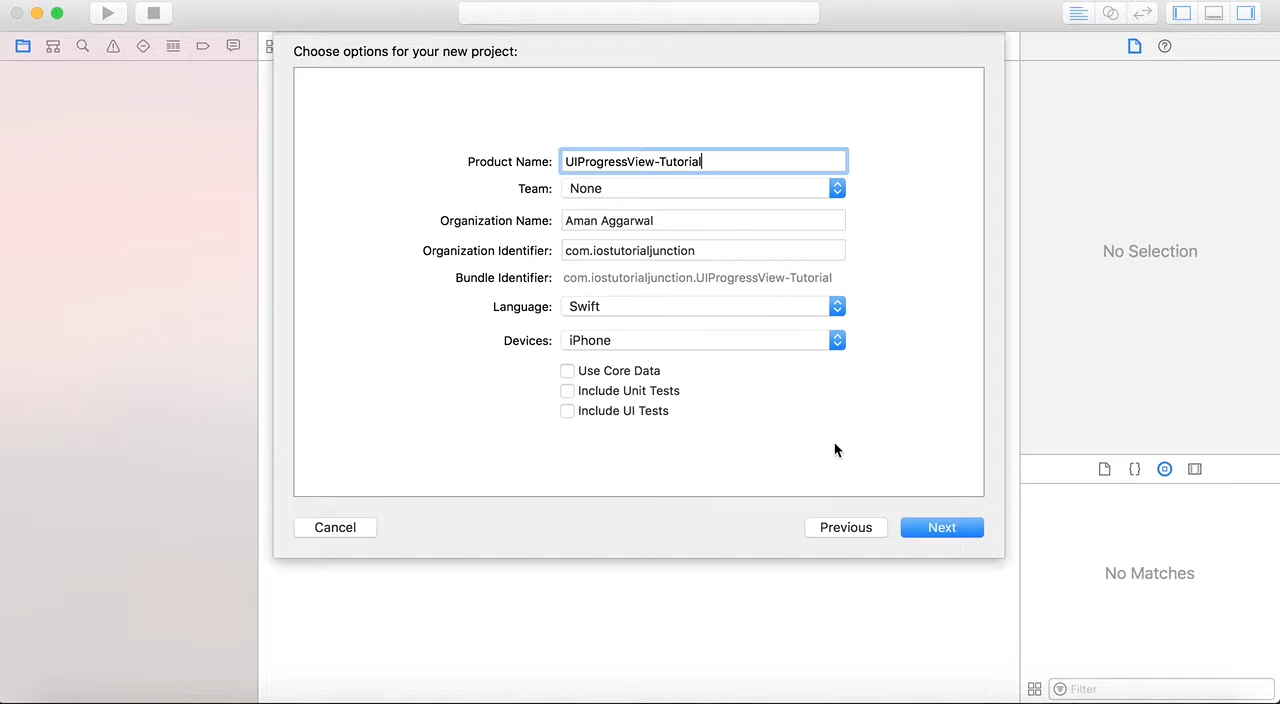 Choose options for your new project:
Product Name: UIProgressView-Tutorial
Team: None
Organization Name: Aman Aggarwal
Organization Identifier: com.iostutorialjunction
Bundle Identifier: com.iostutorialjunction.UIProgressView-Tutorial
Language: Swift
Devices: iPhone
Use Core Data
Include Unit Tests
Include UI Tests
Cancel
Previous
Next
No Selection
No Matches
Filter